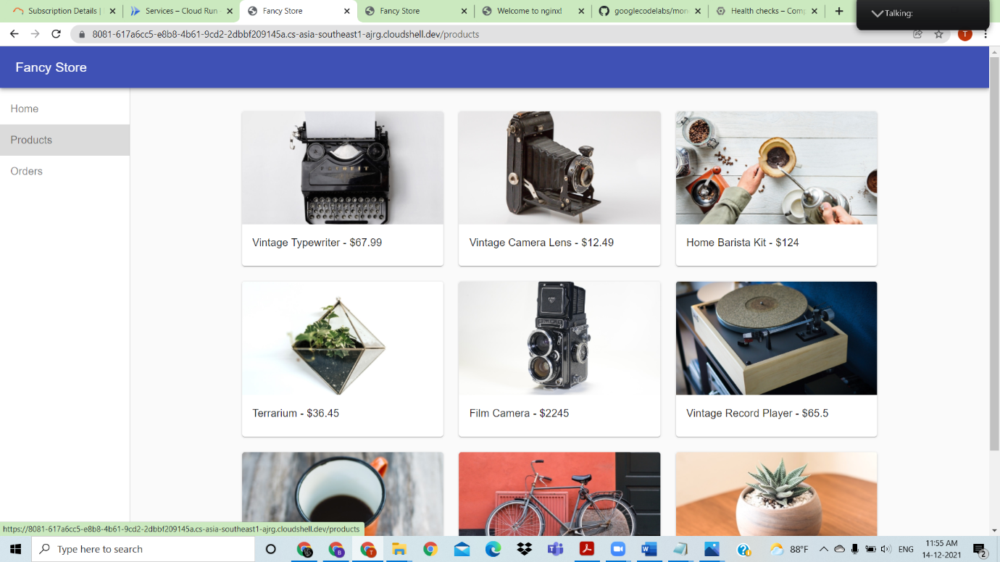 Subscription Details |
Services – Cloud Run -
Fancy Store
Fancy Store
Welcome to nginx!
googlecodelabs/mon
Health checks – Comp
Talking:
8081-617a6cc5-e8b8-4b61-9cd2-2dbbf209145a.cs-asia-southeast1-ajrg.cloudshell.dev/products
T
Fancy Store
Home
Products
Orders
Vintage Typewriter - $67.99
Vintage Camera Lens - $12.49
Home Barista Kit - $124
Terrarium - $36.45
Film Camera - $2245
Vintage Record Player - $65.5
https://8081-617a6cc5-e8b8-4b61-9cd2-2dbbf209145a.cs-asia-southeast1-ajrg.cloudshell.dev/products
Type here to search
88°F
ENG
11:55 AM
14-12-2021
2